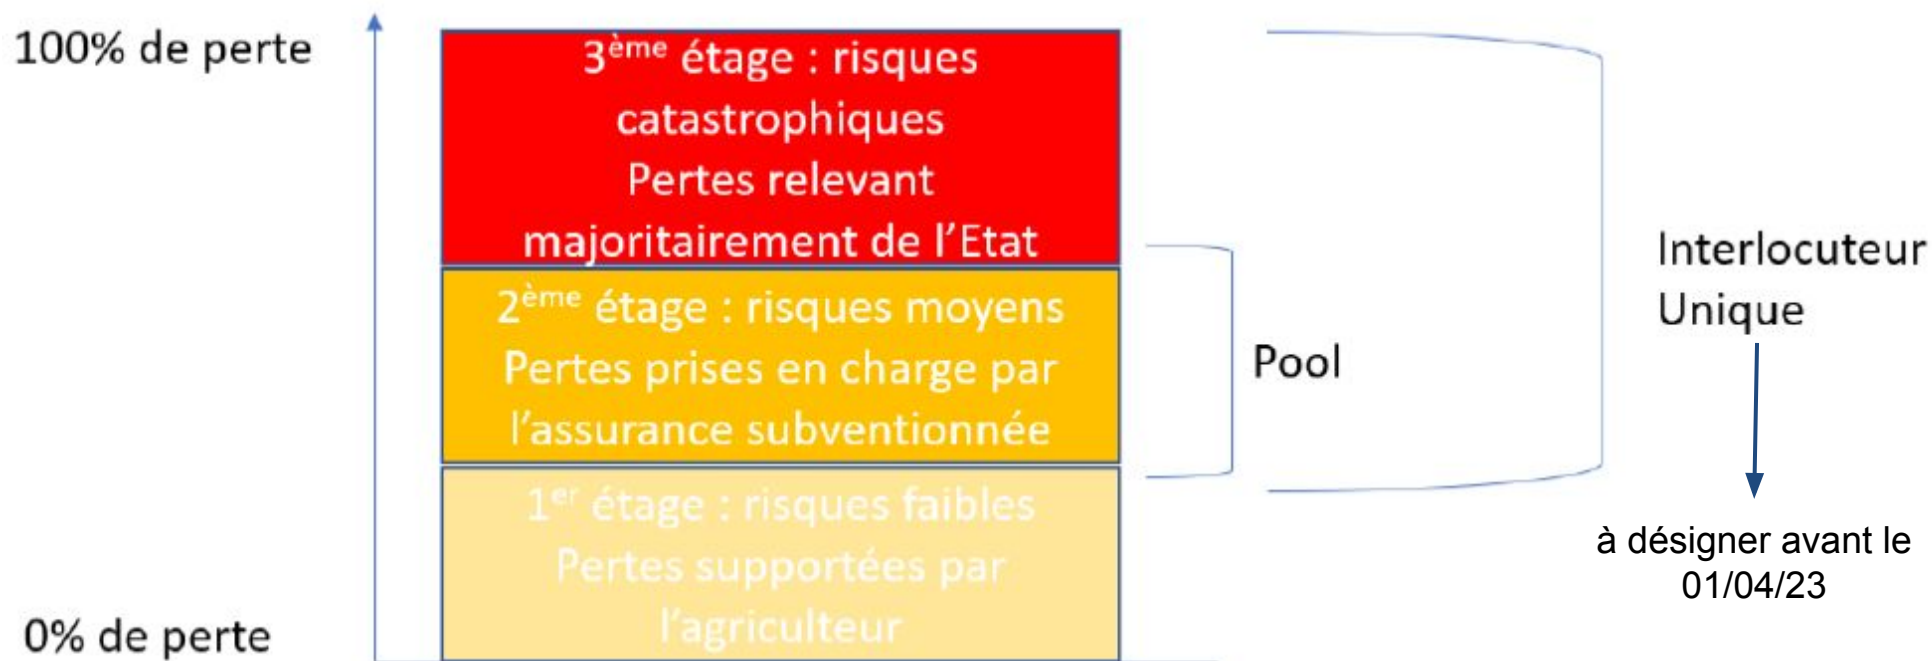 100% de perte
3ème étage : risques
catastrophiques
Pertes relevant
majoritairement de l'Etat
2ème étage : risques moyens
Pertes prises en charge par
l'assurance subventionnée
1er étage : risques faibles
Pertes supportées par
l'agriculteur
0% de perte
Pool
Interlocuteur
Unique
à désigner avant le
01/04/23